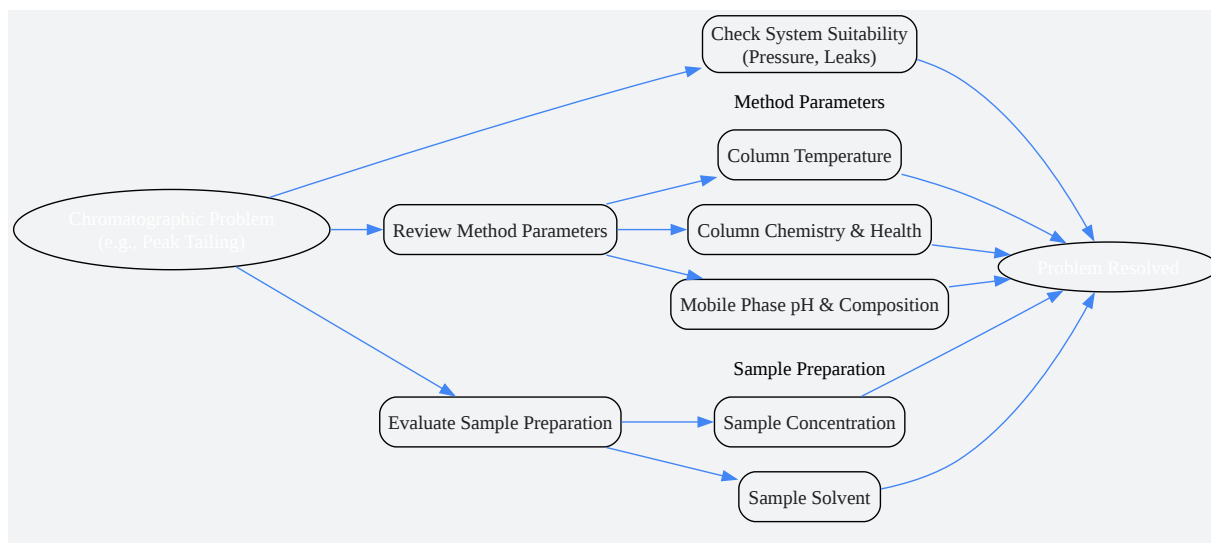 Check System Suitability
(Pressure, Leaks)
Method Parameters
Column Temperature
Chromatographic Problem
(e.g., Peak Tailing)
Review Method Parameters
Column Chemistry & Health
Problem Resolved
Mobile Phase pH & Composition
Sample Preparation
Evaluate Sample Preparation
Sample Concentration
Sample Solvent